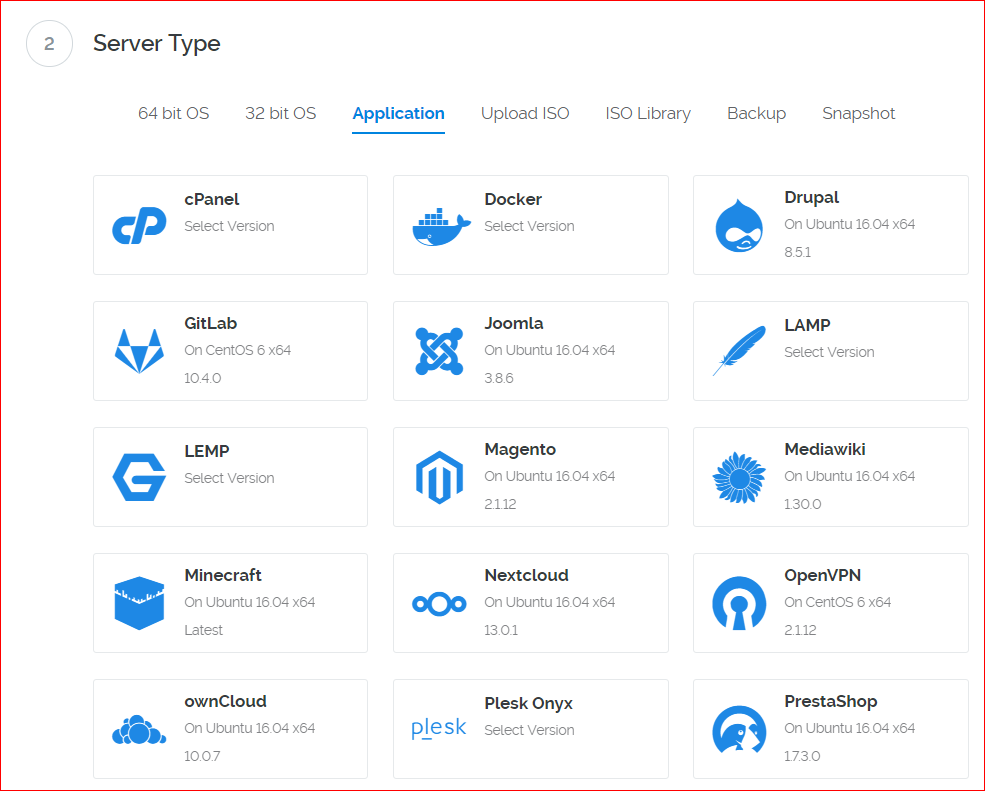 2
Server Type
64 bit OS
32 bit OS
Application
Upload ISO
ISO Library
Backup
Snapshot
cPanel
Select Version
Docker
Select Version
Drupal
On Ubuntu 16.04 x64
8.5.1
GitLab
On CentOS 6 x64
10.4.0
Joomla
On Ubuntu 16.04 x64
3.8.6
LAMP
Select Version
LEMP
Select Version
Magento
On Ubuntu 16.04 x64
2.1.12
Mediawiki
On Ubuntu 16.04 x64
1.30.0
Minecraft
On Ubuntu 16.04 x64
Latest
Nextcloud
On Ubuntu 16.04 x64
13.0.1
OpenVPN
On CentOS 6 x64
2.1.12
ownCloud
On Ubuntu 16.04 x64
10.0.7
plesk
Plesk Onyx
Select Version
PrestaShop
On Ubuntu 16.04 x64
1.7.3.0